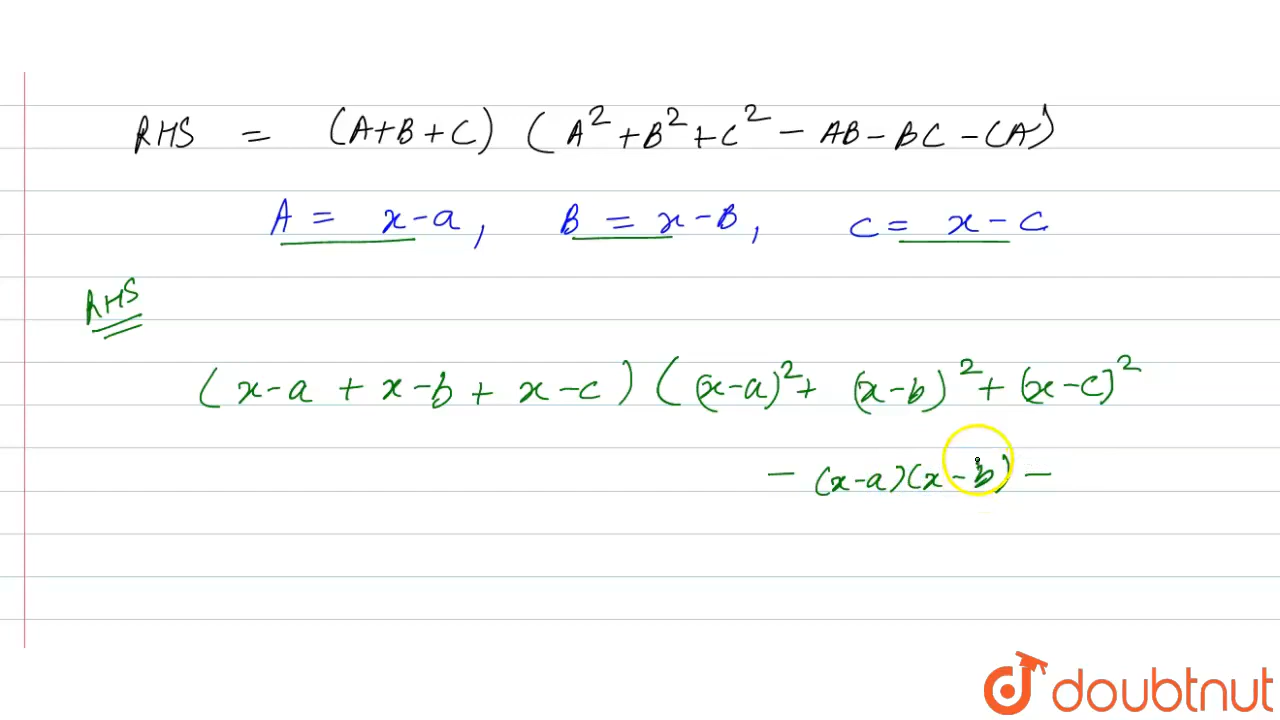 RHS = (A+B+C) (A²+B²+C²-AB-BC-CA)
A = x-a, B = x-B, C = x-C
RHS
(x-a + x-b + x-c) ((x-a)²+ (x-b)²+(x-c)²
- (x-a)(x-b) -
doubtnut